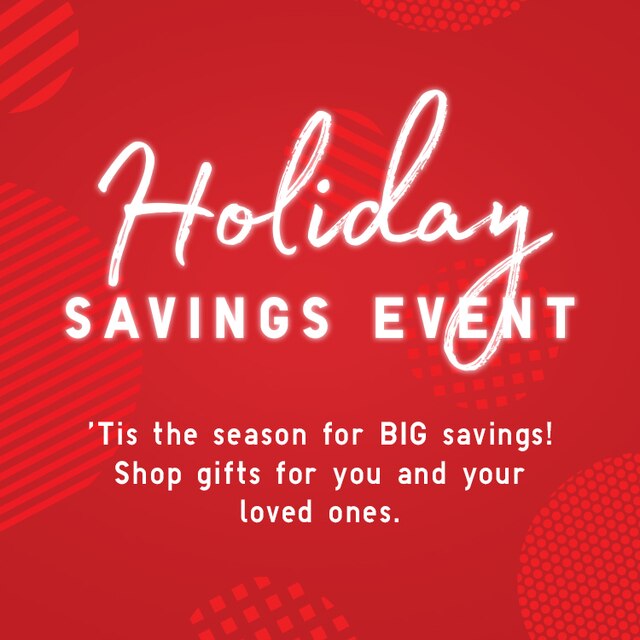 Holiday
SAVINGS EVENT
’Tis the season for BIG savings!
Shop gifts for you and your
loved ones.